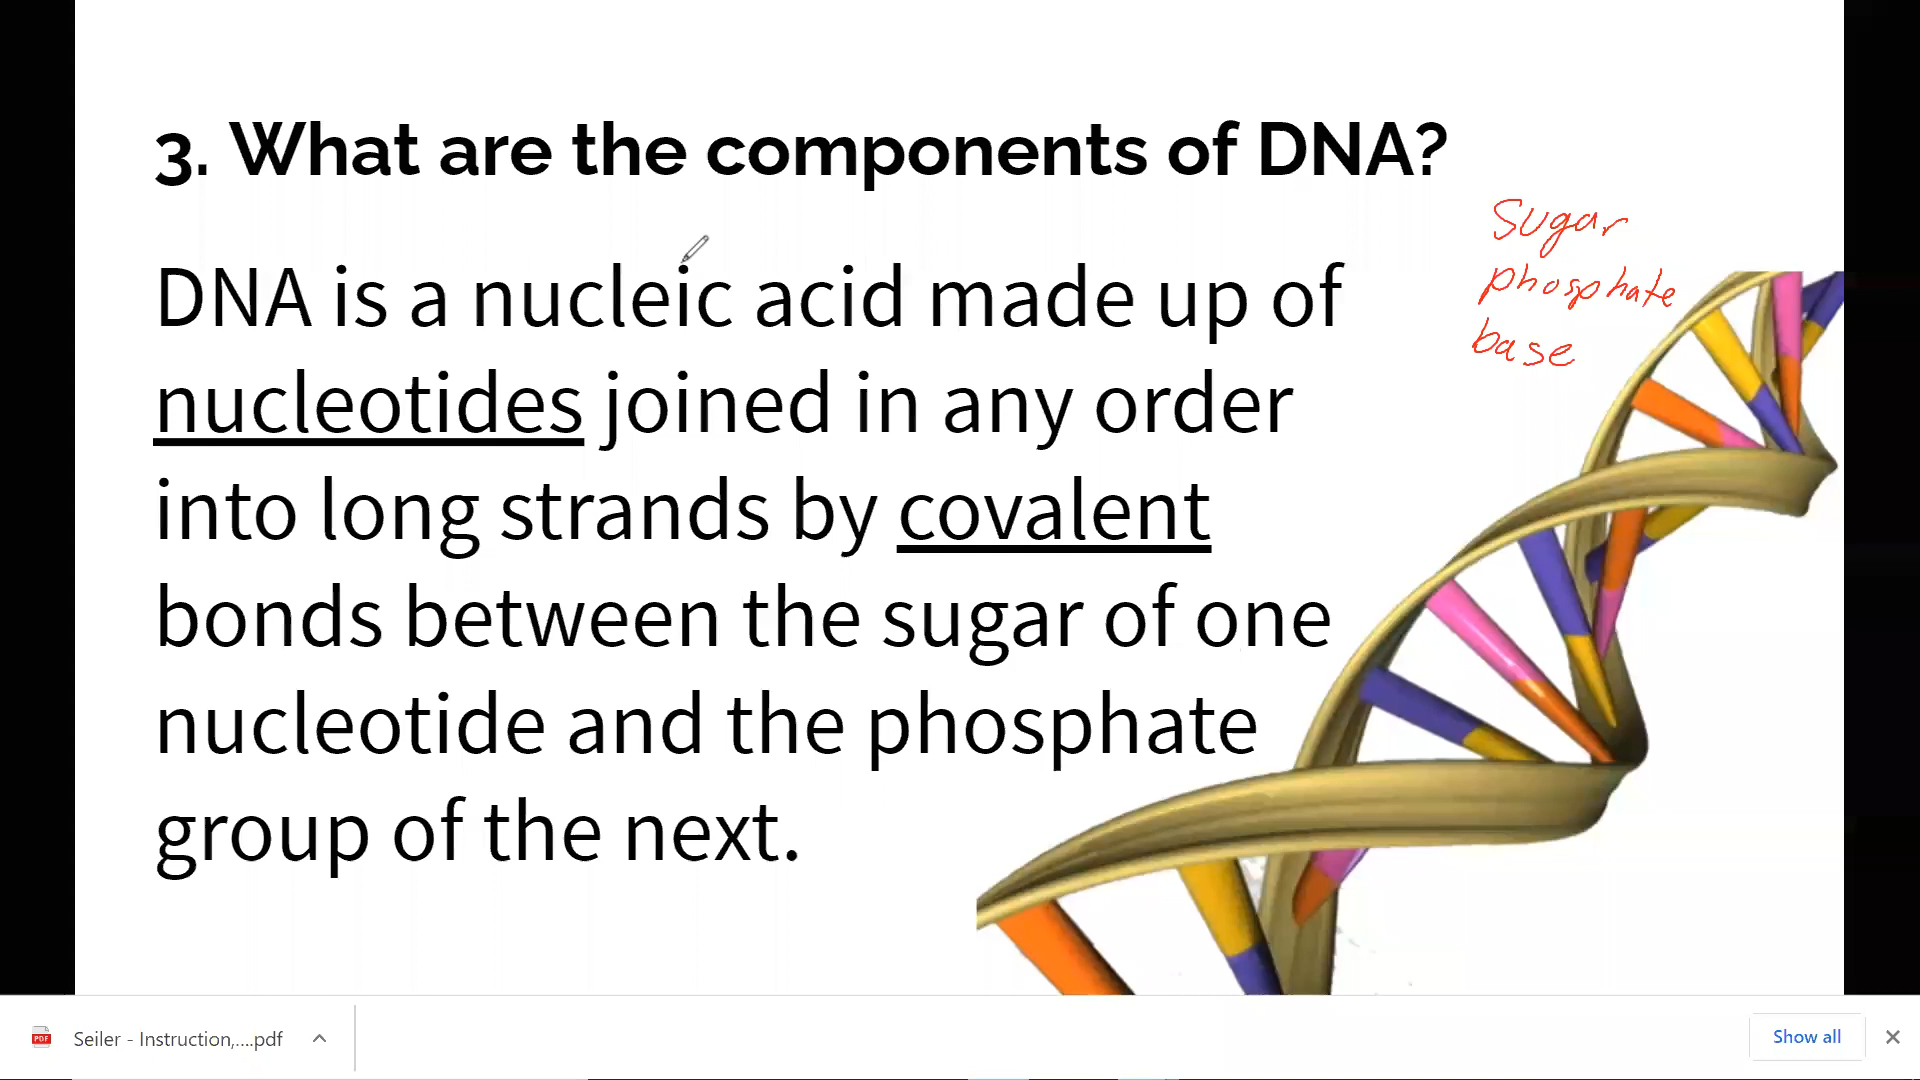 3. What are the components of DNA?
Sugar
phosphate
base
DNA is a nucleic acid made up of
nucleotides joined in any order
into long strands by covalent
bonds between the sugar of one
nucleotide and the phosphate
group of the next.
PDF
Seiler - Instruction,....pdf
Show all